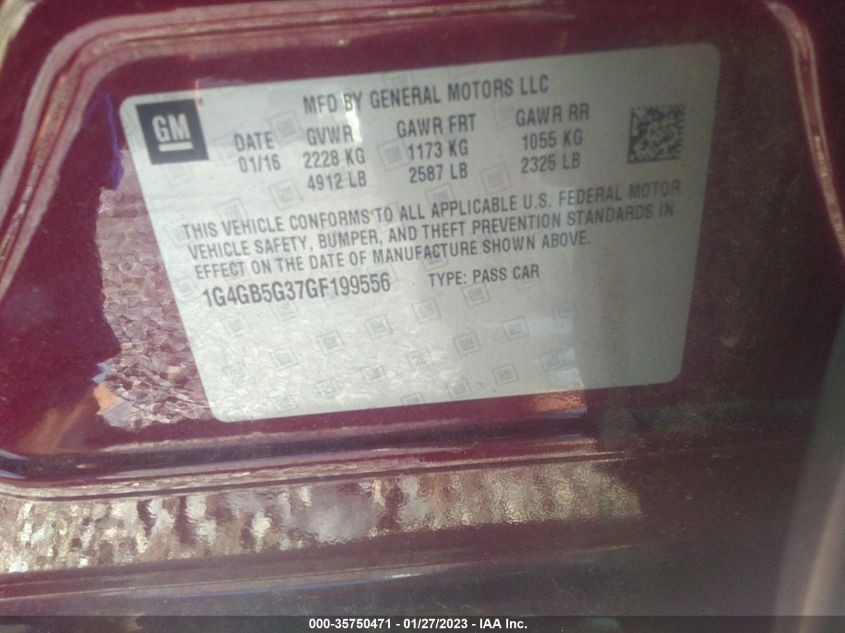 MFD BY GENERAL MOTORS LLC
GM
DATE GVWR GAWR FRT GAWR RR
01/16 2228 KG 1173 KG 1055 KG
4912 LB 2587 LB 2325 LB
THIS VEHICLE CONFORMS TO ALL APPLICABLE U.S. FEDERAL MOTOR
VEHICLE SAFETY, BUMPER, AND THEFT PREVENTION STANDARDS IN
EFFECT ON THE DATE OF MANUFACTURE SHOWN ABOVE.
1G4GB5G37GF199556 TYPE: PASS CAR
000-35750471 - 01/27/2023 - IAA Inc.